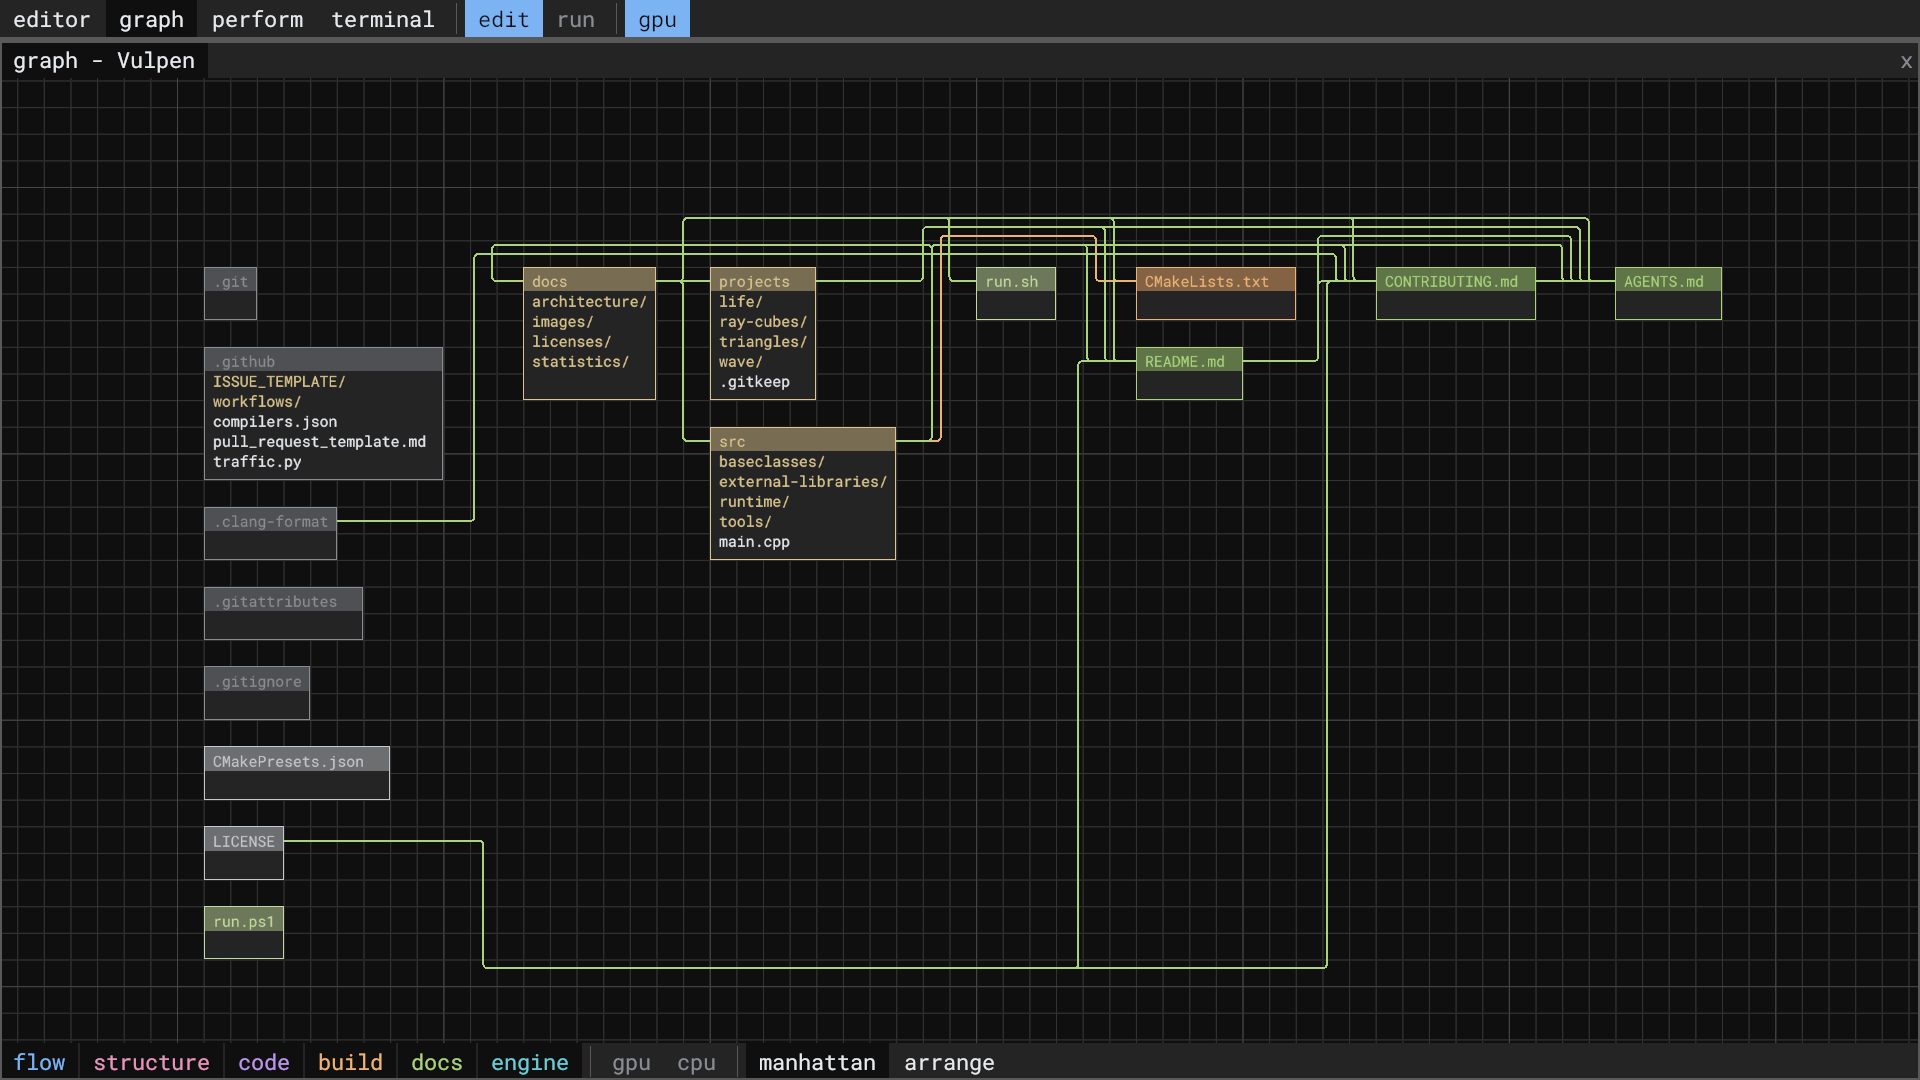 editor graph perform terminal edit run gpu
graph - Vulpen x
.git
.github
ISSUE_TEMPLATE/
workflows/
compilers.json
pull_request_template.md
traffic.py
.clang-format
.gitattributes
.gitignore
CMakePresets.json
LICENSE
run.ps1
docs
architecture/
images/
licenses/
statistics/
projects
life/
ray-cubes/
triangles/
wave/
.gitkeep
src
baseclasses/
external-libraries/
runtime/
tools/
main.cpp
run.sh
CMakeLists.txt
README.md
CONTRIBUTING.md
AGENTS.md
flow structure code build docs engine gpu cpu manhattan arrange